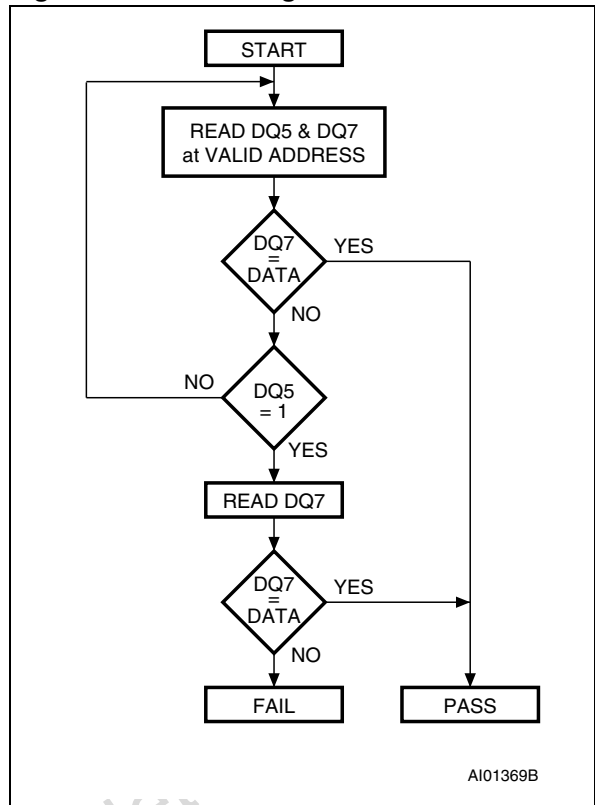 START
READ DQ5 & DQ7
at VALID ADDRESS
DQ7
=
DATA
YES
NO
NO
DQ5
= 1
YES
READ DQ7
DQ7
=
DATA
YES
NO
FAIL
PASS
AI01369B